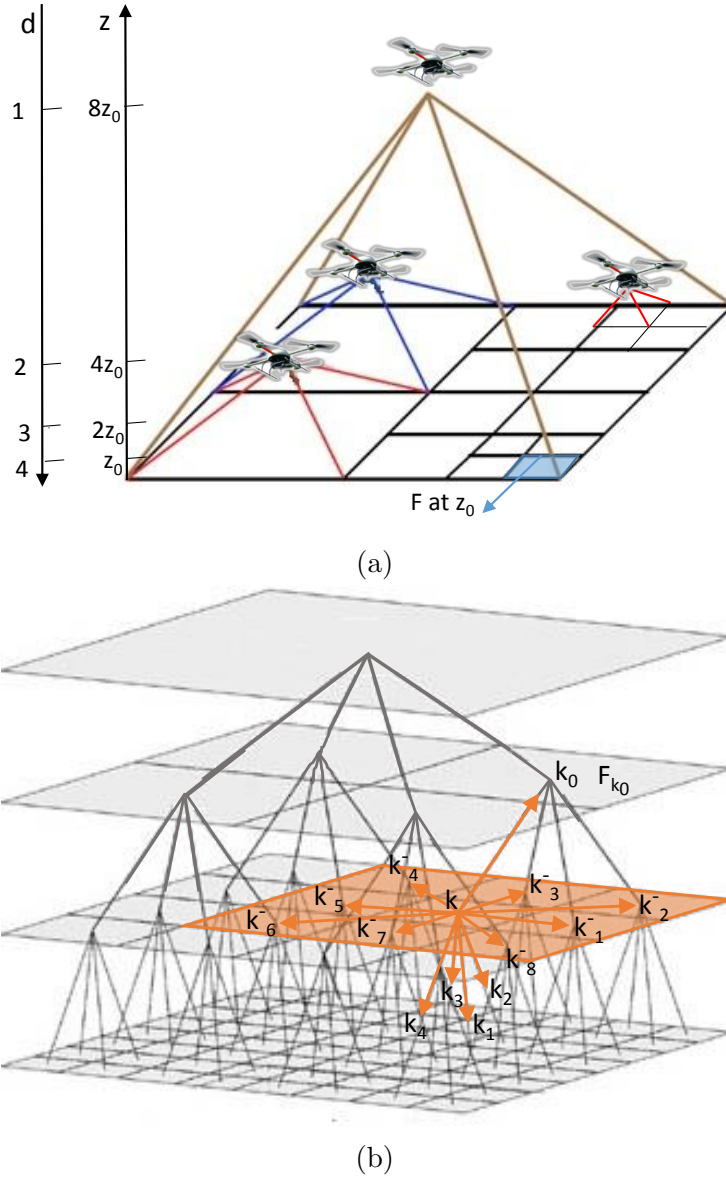 d
z
1
8z₀
2
4z₀
3
2z₀
4
z₀
F at z₀
(a)
k₀
F_k₀
k⁻₄
k
k⁻₃
k⁻₅
k⁻₂
k⁻₆
k⁻₇
k⁻₁
k⁻₈
k₃
k₂
k₄
k₁
(b)